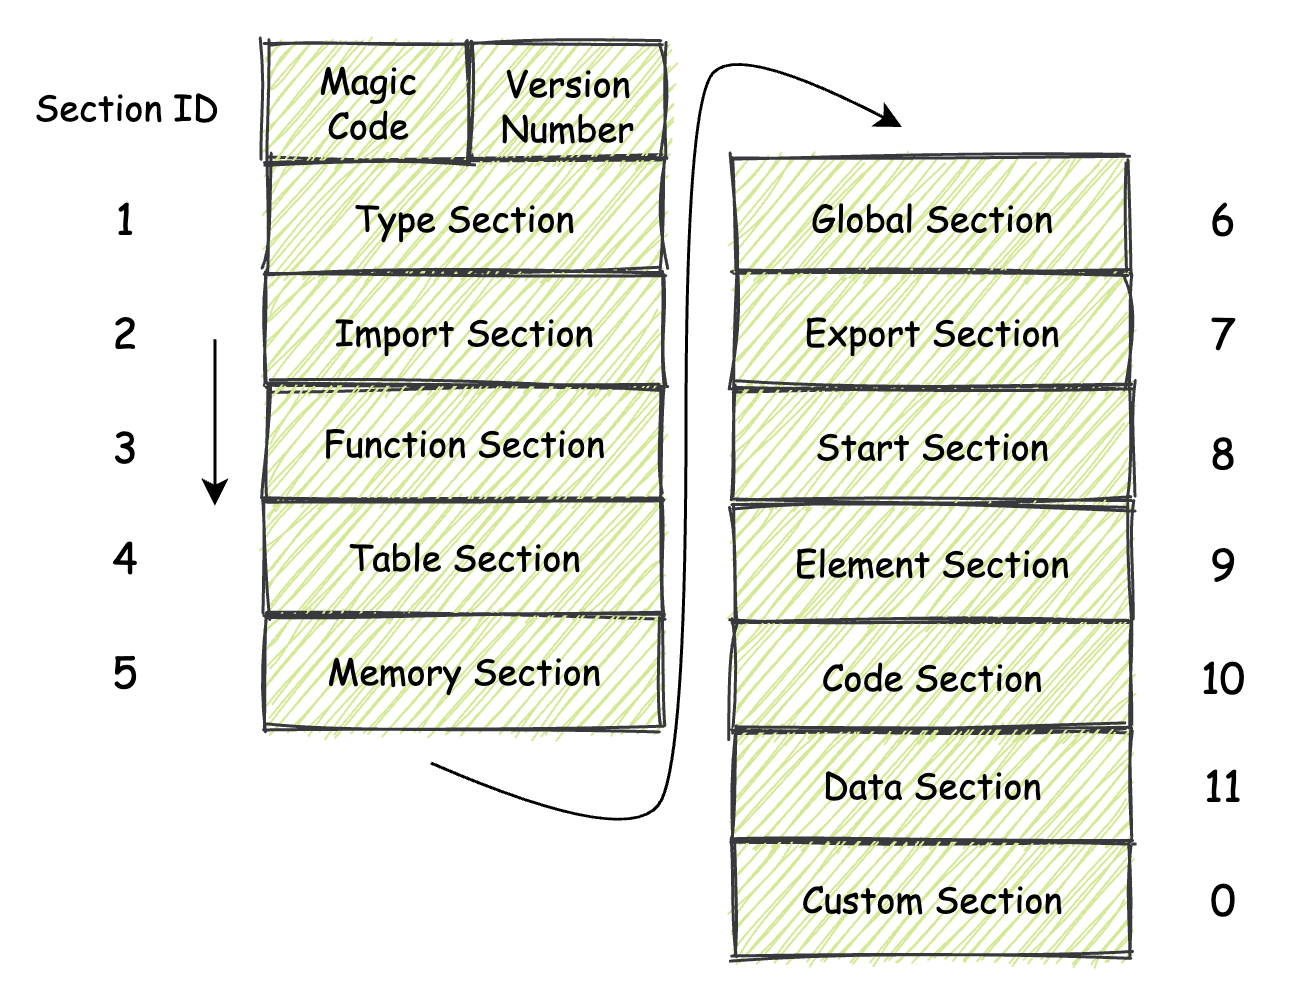 Section ID
Magic
Code
Version
Number
1
Type Section
2
Import Section
3
Function Section
4
Table Section
5
Memory Section
Global Section
6
Export Section
7
Start Section
8
Element Section
9
Code Section
10
Data Section
11
Custom Section
0